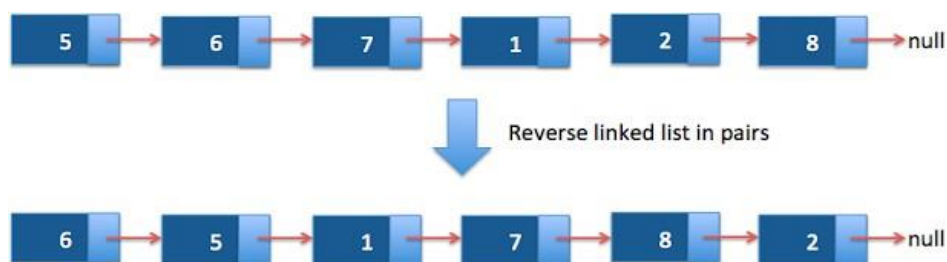 5 6 7 1 2 8 null
Reverse linked list in pairs
6 5 1 7 8 2 null